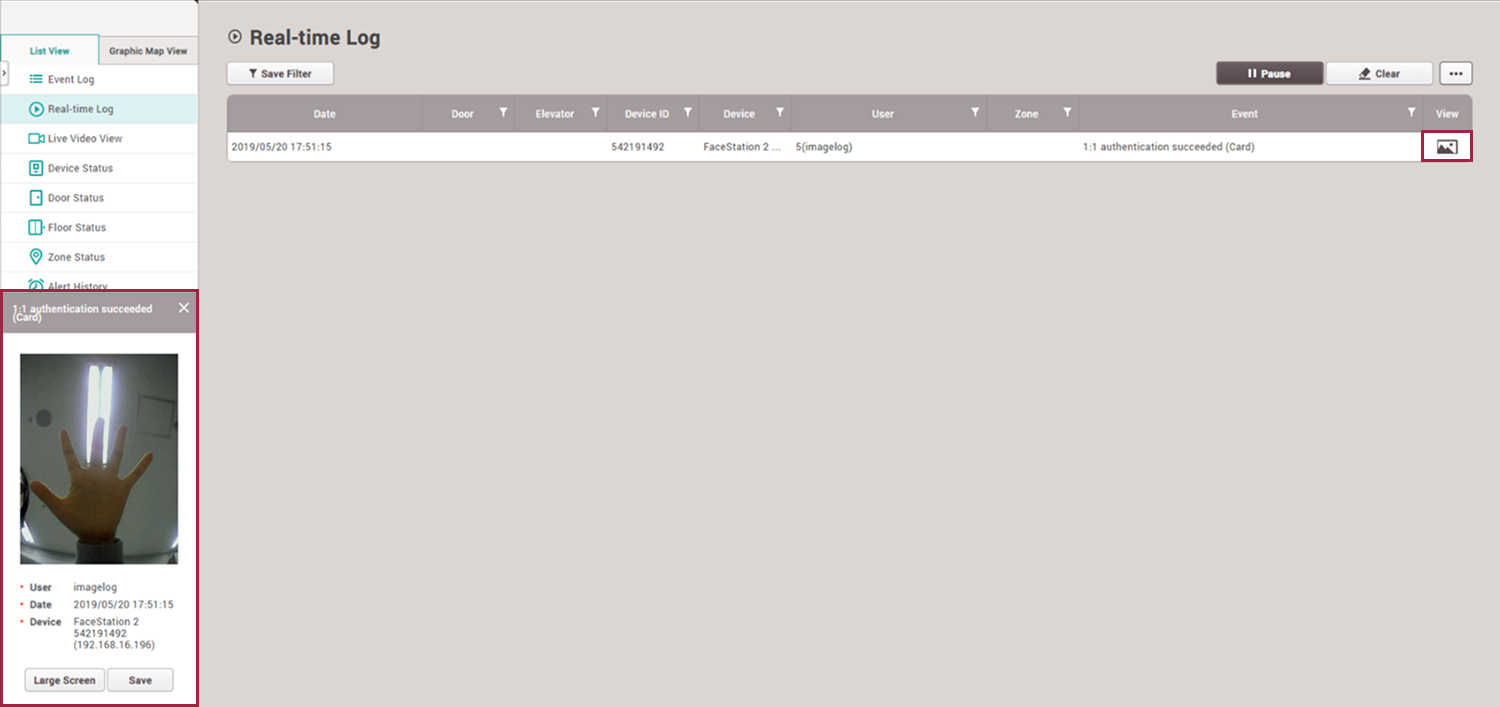 List View
Graphic Map View
Event Log
Real-time Log
Live Video View
Device Status
Door Status
Floor Status
Zone Status
Alert History
1:1 authentication succeeded
(Card)
User imagelog
Date 2019/05/20 17:51:15
Device FaceStation 2
542191492
(192.168.16.196)
Large Screen Save
Real-time Log
Save Filter
Pause Clear
Date Door Elevator Device ID Device User Zone Event View
2019/05/20 17:51:15 542191492 FaceStation 2 ... 5(imagelog) 1:1 authentication succeeded (Card)